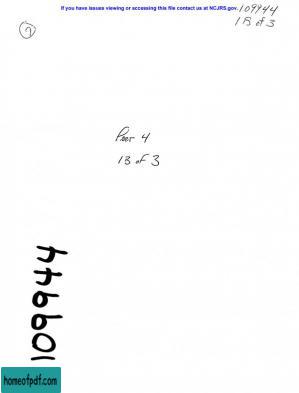 If you have issues viewing or accessing this file contact us at NCJRS.gov.
109944
1B of 3
2
Part 4
1B of 3
109944
homeofpdf.com